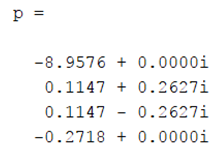 p =
-8.9576 + 0.0000i
0.1147 + 0.2627i
0.1147 - 0.2627i
-0.2718 + 0.0000i